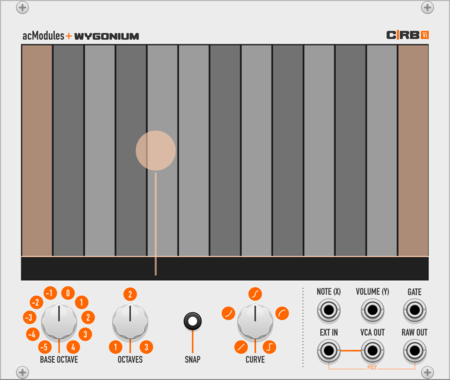 acModules+ WYGONIUM
C|RB VI
-1 0 1
-2 2
-3 3
-4 4
-5
BASE OCTAVE
2
1 3
OCTAVES
SNAP
CURVE
NOTE (X) VOLUME (Y) GATE
EXT IN VCA OUT RAW OUT